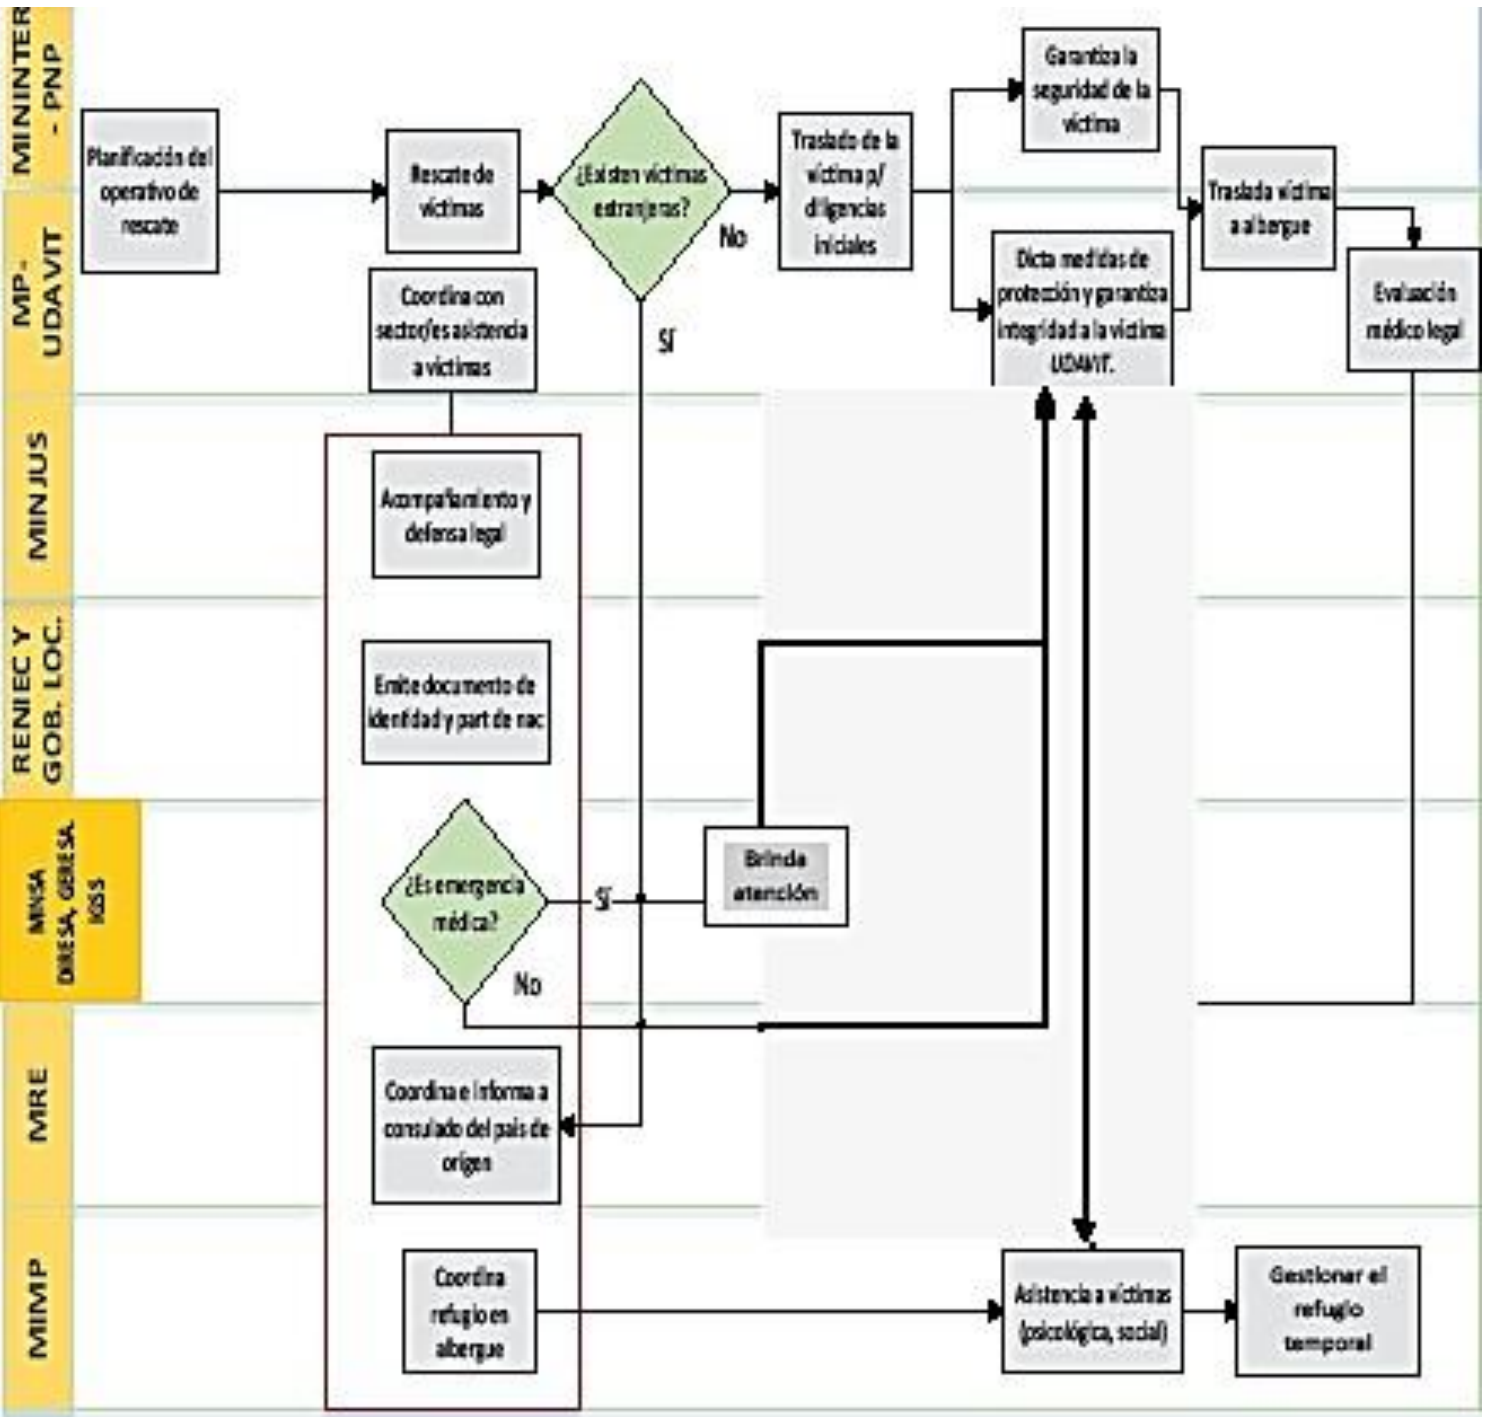 MININTER
- PNP
Planificación del
operativo de
rescate
Rescate de
víctimas
¿Existen víctimas
extranjeras?
No
Sí
Traslado de la
víctima p/
diligencias
iniciales
Garantiza la
seguridad de la
víctima
Traslada víctima
a albergue
MP-
UDAVIT
Coordina con
sector/es asistencia
a víctimas
Dicta medidas de
protección y garantiza
integridad a la víctima
UDAVIT.
Evaluación
médico legal
MINJUS
Acompañamiento y
defensa legal
RENIEC Y
GOB. LOC.
Emite documento de
identidad y part de nac
MINSA
DIRESA, GERESA,
IGSS
¿Es emergencia
médica?
Sí
No
Brinda
atención
MRE
Coordina e informa a
consulado del país de
origen
MIMP
Coordina
refugio en
albergue
Asistencia a víctimas
(psicológica, social)
Gestionar el
refugio
temporal